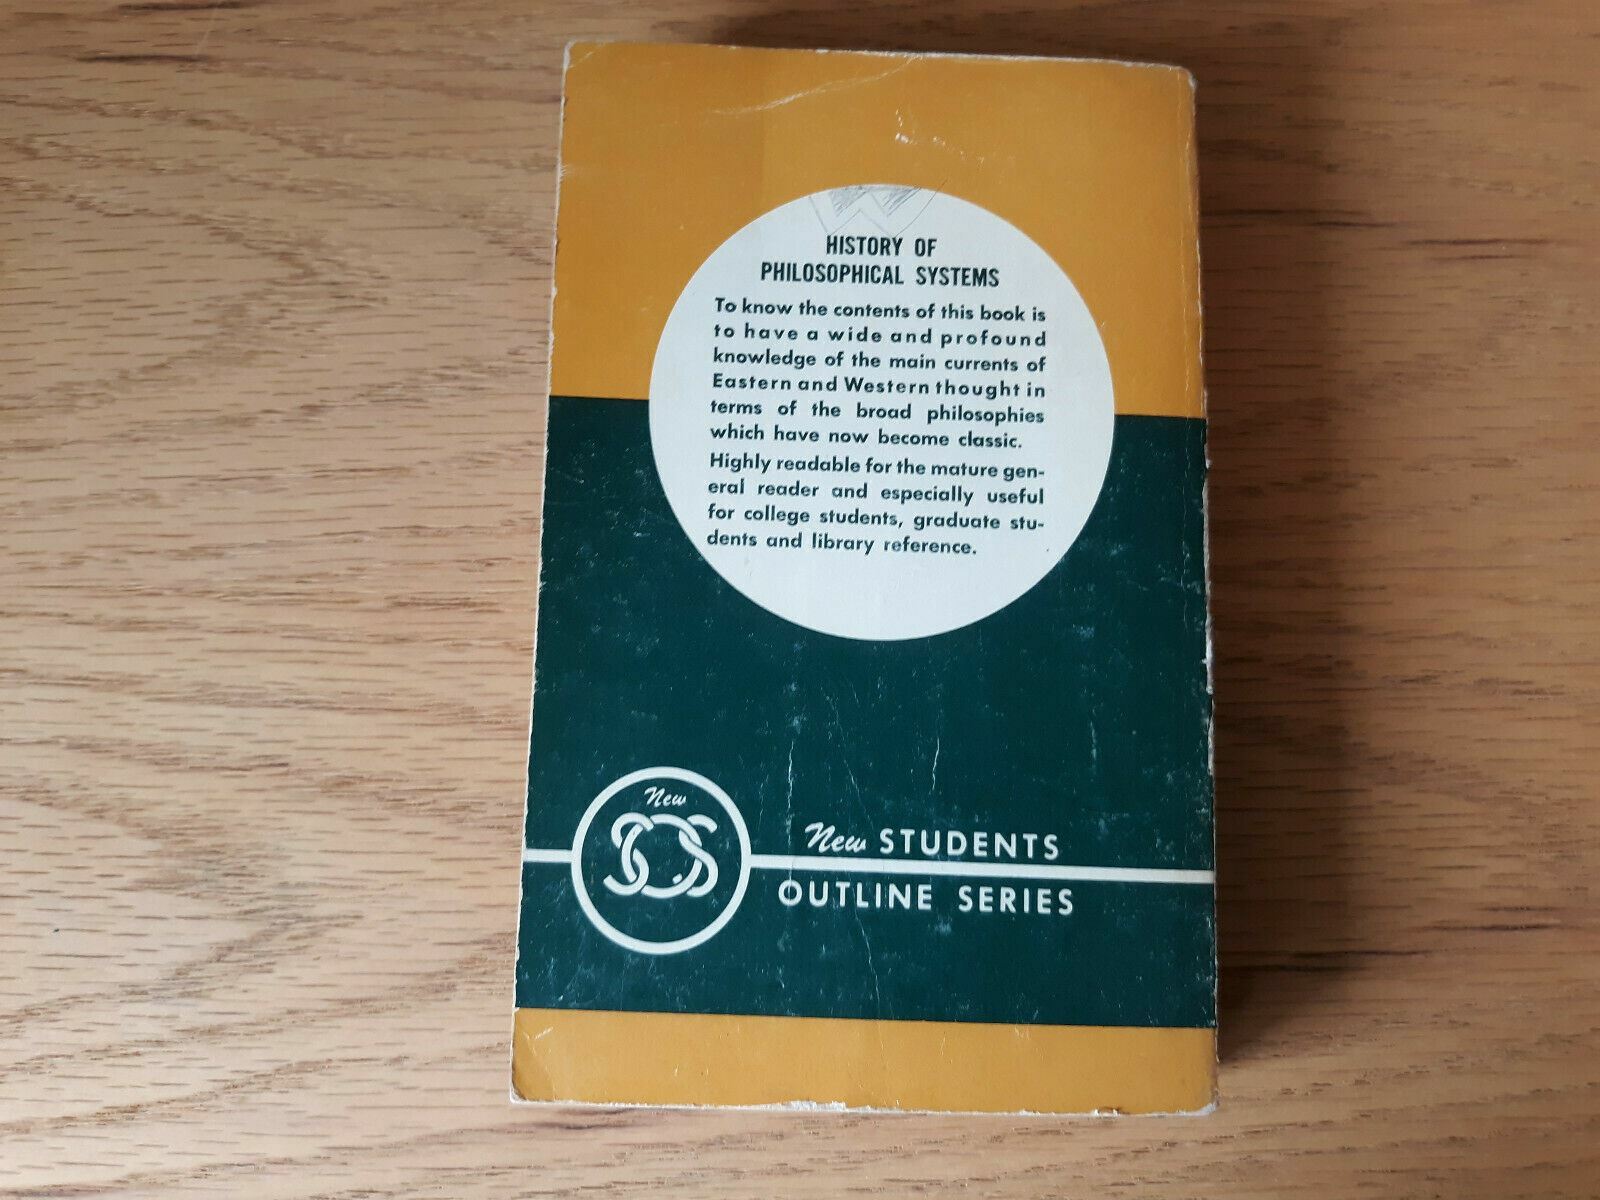 HISTORY OF
PHILOSOPHICAL SYSTEMS
To know the contents of this book is
to have a wide and profound
knowledge of the main currents of
Eastern and Western thought in
terms of the broad philosophies
which have now become classic.
Highly readable for the mature gen-
eral reader and especially useful
for college students, graduate stu-
dents and library reference.
New
SOS
New STUDENTS
OUTLINE SERIES